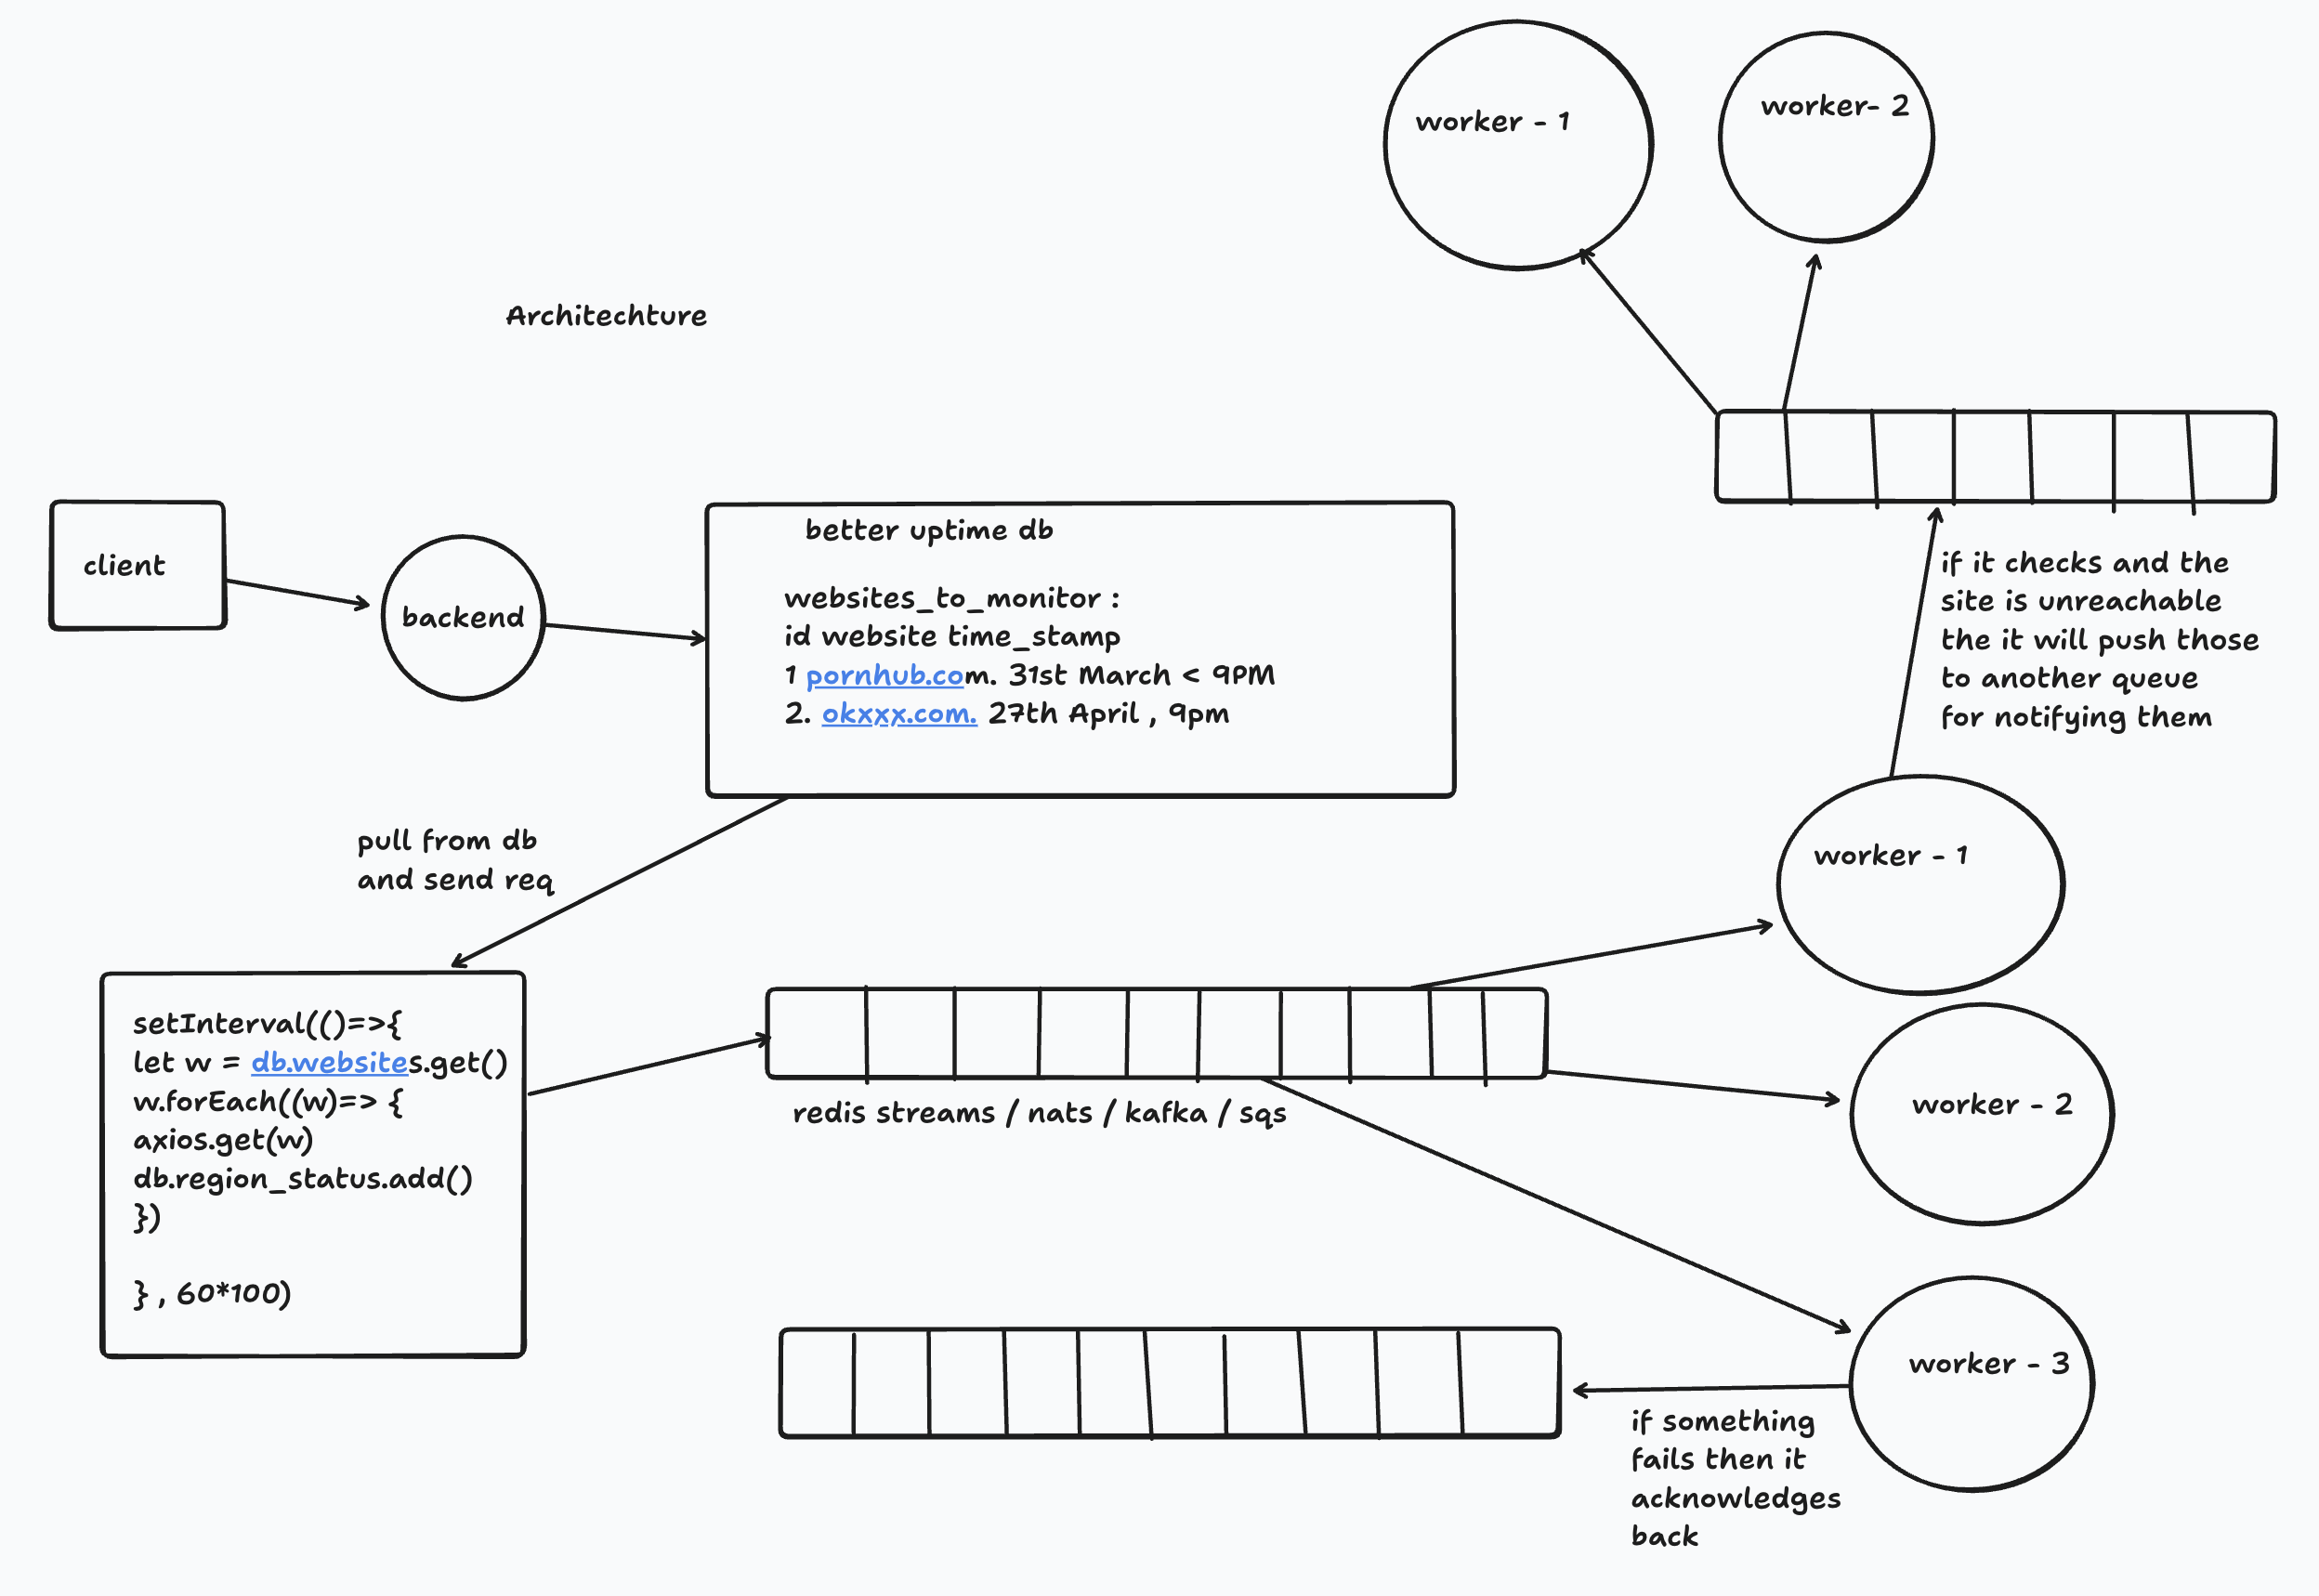 worker - 1
worker- 2
Architechture
client
backend
better uptime db
websites_to_monitor :
id website time_stamp
1 pornhub.com. 31st March < 9PM
2. okxxx.com. 27th April , 9pm
if it checks and the
site is unreachable
the it will push those
to another queue
for notifying them
pull from db
and send req
worker - 1
setInterval(()=>{
let w = db.websites.get()
w.forEach((w)=> {
axios.get(w)
db.region_status.add()
})
} , 60*100)
redis streams / nats / kafka / sqs
worker - 2
worker - 3
if something
fails then it
acknowledges
back